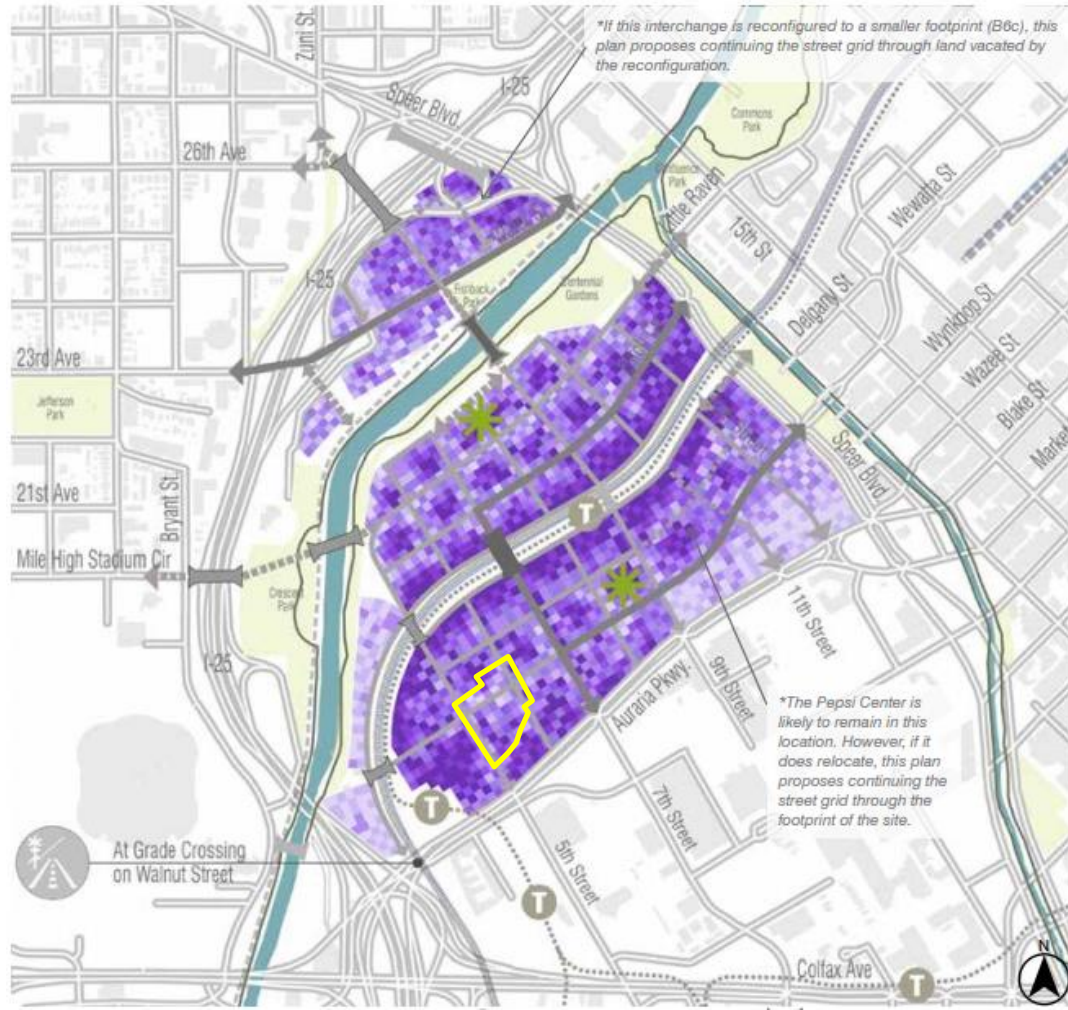 *If this interchange is reconfigured to a smaller footprint (B6c), this
plan proposes continuing the street grid through land vacated by
the reconfiguration.
Zuni St
I-25
Speer Blvd.
Commons
Park
26th Ave
Park
Little Raven
Wewatta St
15th St
I-25
Fishback
Park
Centennial
Gardens
Delgany St
Wynkoop St
23rd Ave
Wazee St
Jefferson
Park
Blake St
Market
Speer Blvd.
21st Ave
Bryant St
T
Mile High Stadium Cir
Crescent
Park
11th Street
I-25
9th Street
Auraria Pkwy.
*The Pepsi Center is
likely to remain in this
location. However, if it
does relocate, this plan
proposes continuing the
street grid through the
footprint of the site.
T
7th Street
At Grade Crossing
on Walnut Street
5th Street
T
N
Colfax Ave
T